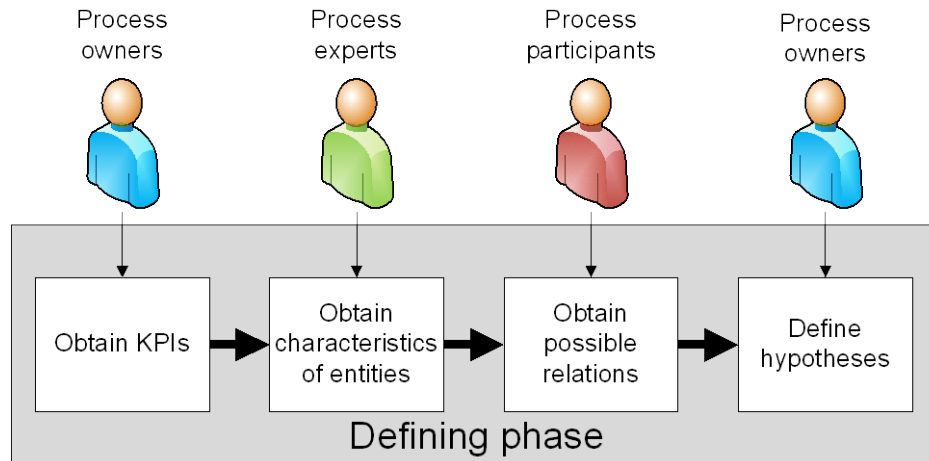 Process
owners
Process
experts
Process
participants
Process
owners
Obtain KPIs
Obtain
characteristics
of entities
Obtain
possible
relations
Define
hypotheses
Defining phase